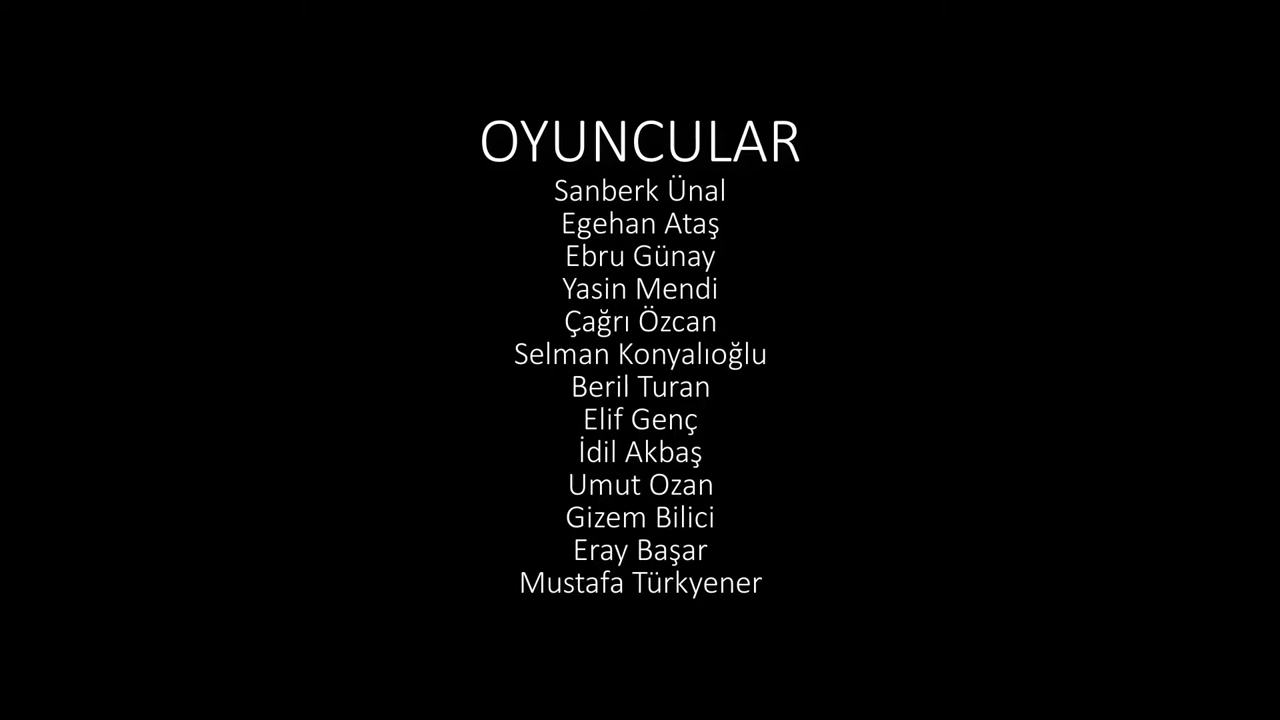 OYUNCULAR
Sanberk Ünal
Egehan Ataş
Ebru Günay
Yasin Mendi
Çağrı Özcan
Selman Konyalıoğlu
Beril Turan
Elif Genç
İdil Akbaş
Umut Ozan
Gizem Bilici
Eray Başar
Mustafa Türkyener